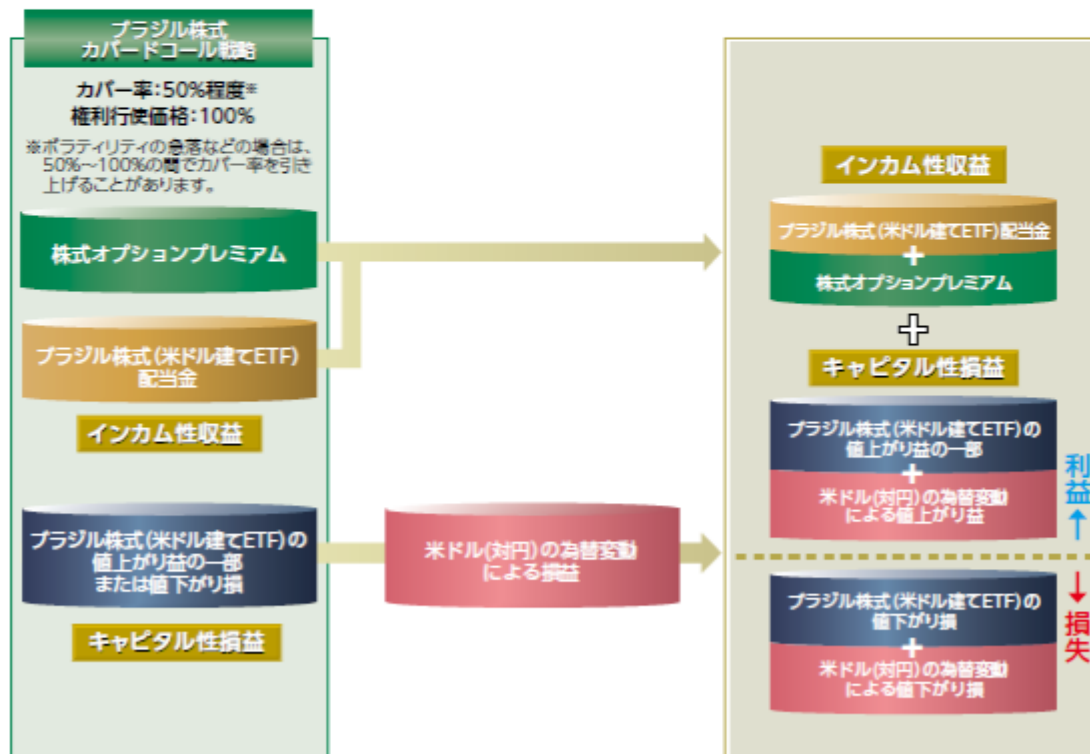 ブラジル株式
カバードコール戦略
カバー率：50％程度※
権利行使価格：100％
※ボラティリティの急落などの場合は、
50％～100％の間でカバー率を引き
上げることがあります。
株式オプションプレミアム
ブラジル株式（米ドル建てETF）
配当金
インカム性収益
ブラジル株式（米ドル建てETF）の
値上がり益の一部
または値下がり損
キャピタル性損益
米ドル（対円）の為替変動
による損益
インカム性収益
ブラジル株式（米ドル建てETF）配当金
＋
株式オプションプレミアム
＋
キャピタル性損益
ブラジル株式（米ドル建てETF）の
値上がり益の一部
＋
米ドル（対円）の為替変動
による値上がり益
利益↑
↓損失
ブラジル株式（米ドル建てETF）の
値下がり損
＋
米ドル（対円）の為替変動
による値下がり損